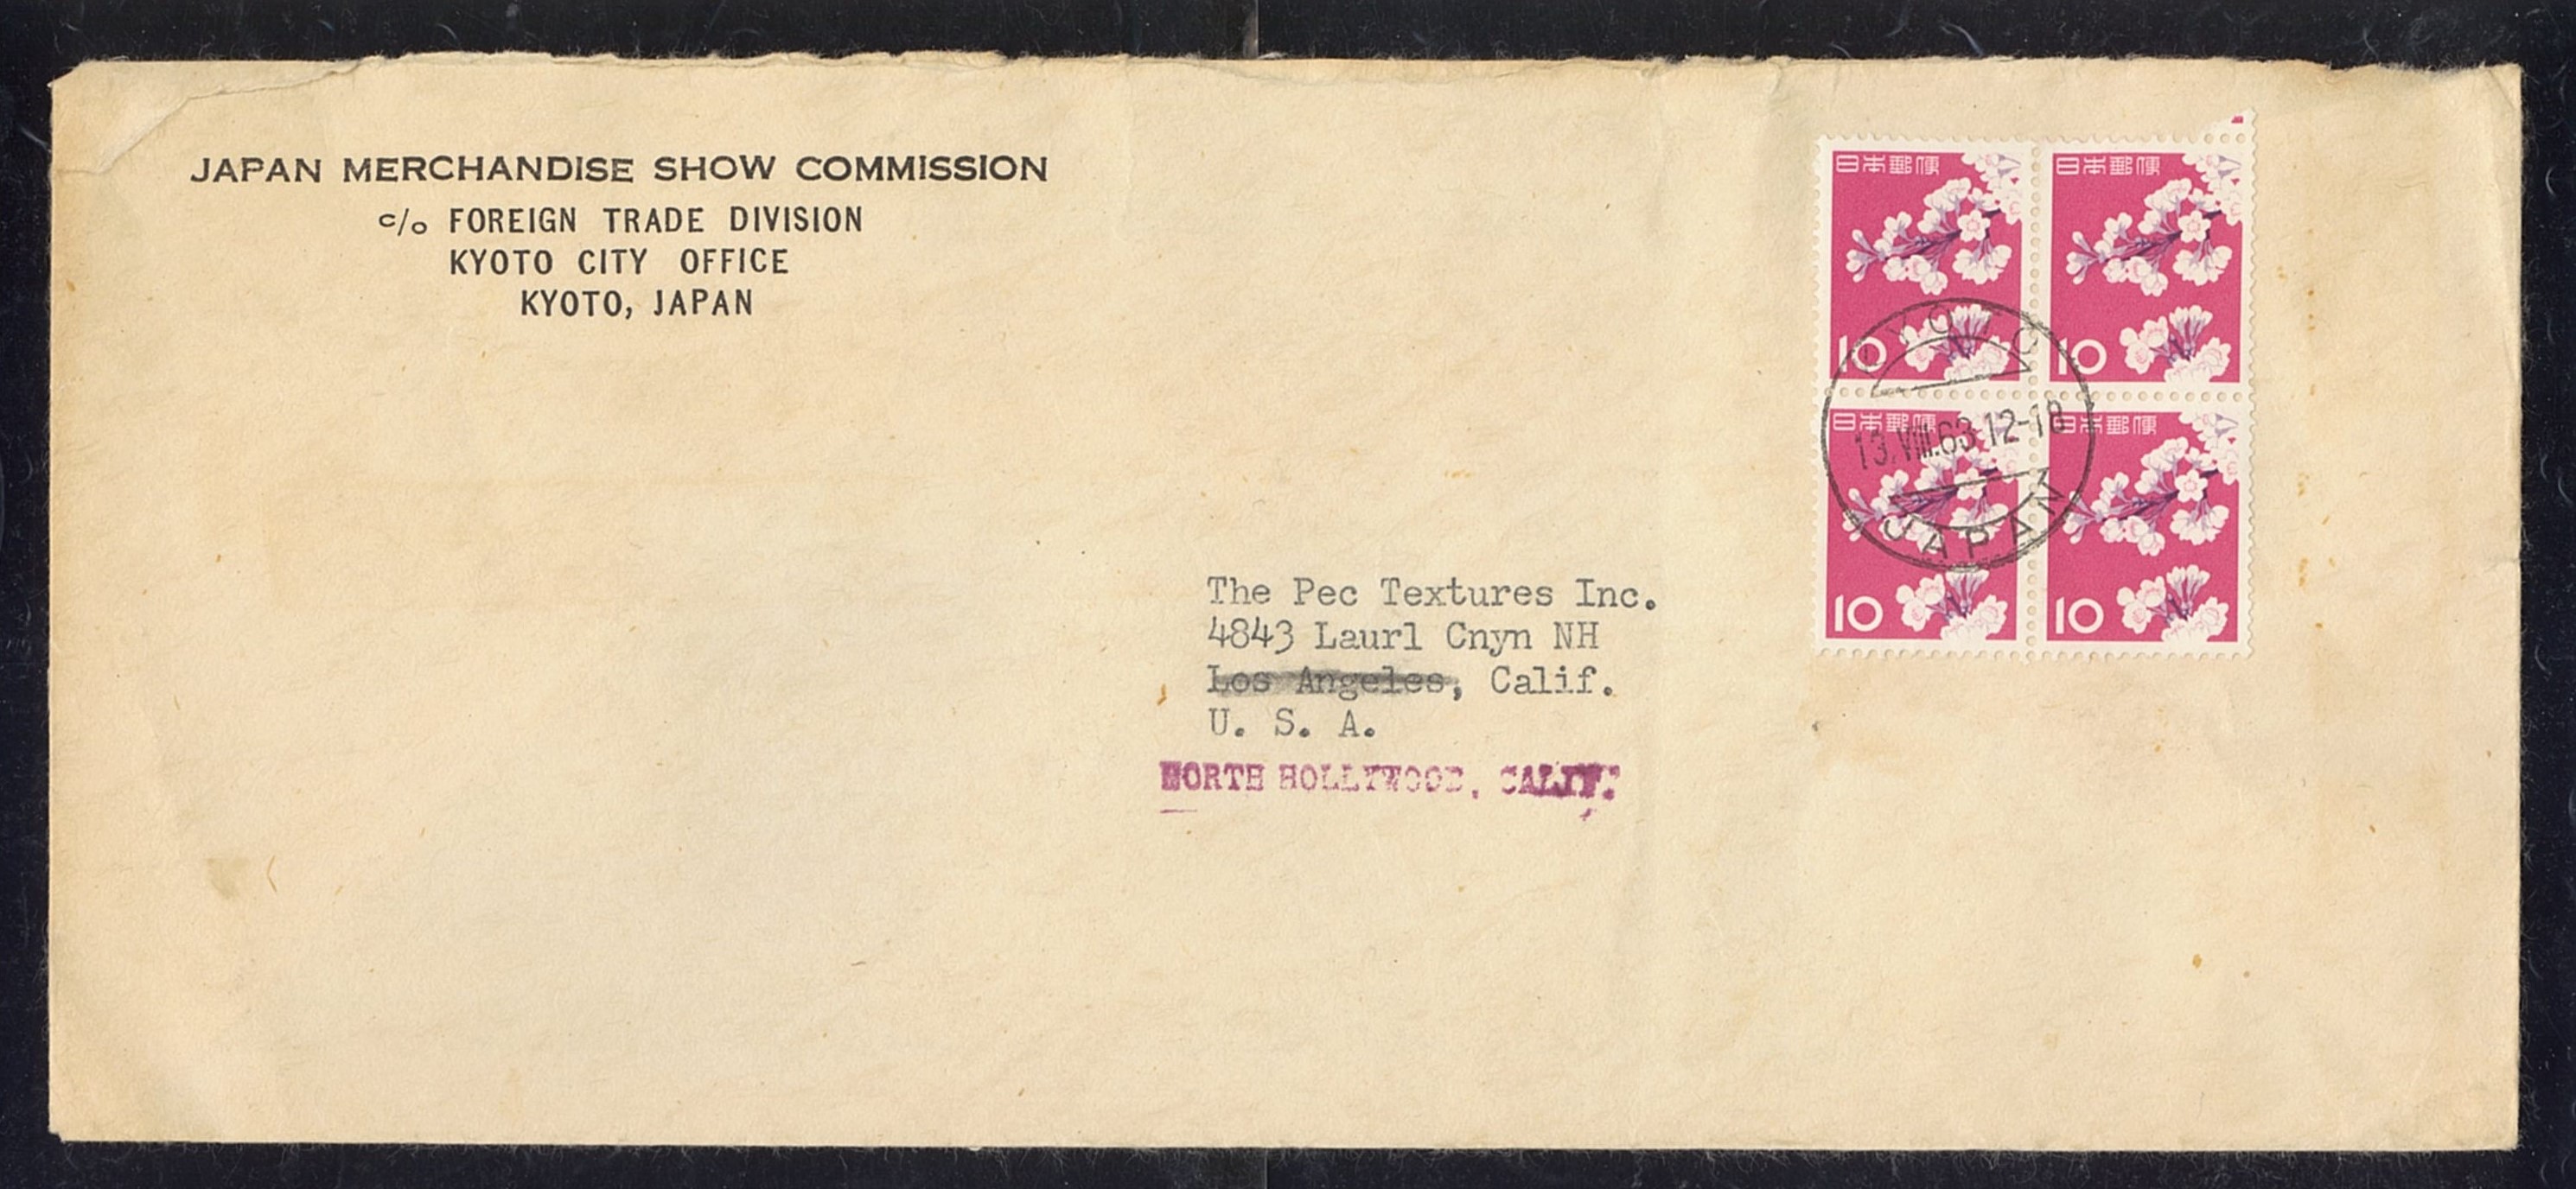 JAPAN MERCHANDISE SHOW COMMISSION
c/o FOREIGN TRADE DIVISION
KYOTO CITY OFFICE
KYOTO, JAPAN
日本郵便
10
日本郵便
10
日本郵便
10
日本郵便
10
KYOTO
13.VIII.63 12-18
JAPAN
The Pec Textures Inc.
4843 Laurl Cnyn NH
Los Angeles, Calif.
U. S. A.
NORTH HOLLYWOOD, CALIF.